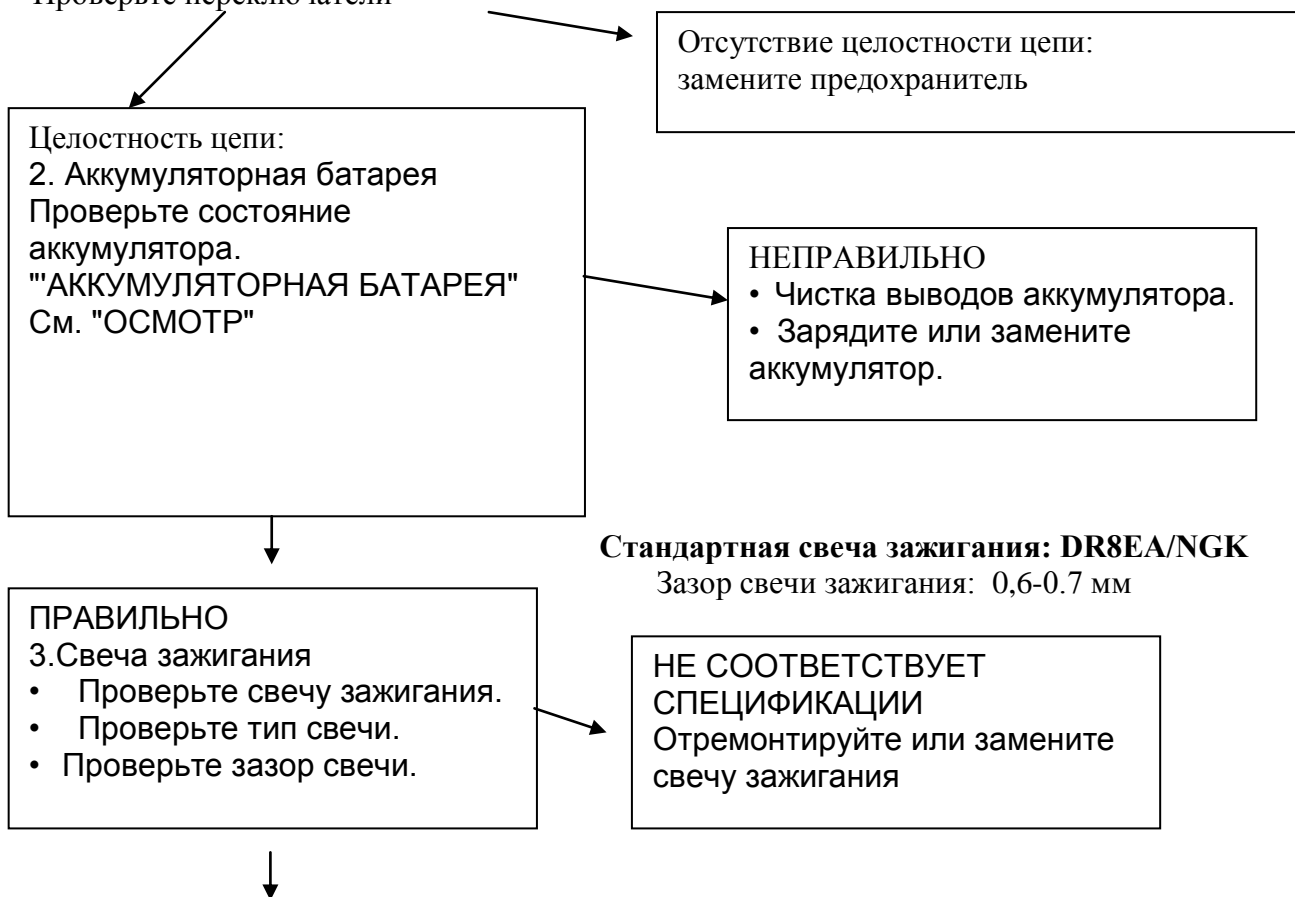 Проверьте переключатели
Отсутствие целостности цепи:
замените предохранитель
Целостность цепи:
2. Аккумуляторная батарея
Проверьте состояние
аккумулятора.
"'АККУМУЛЯТОРНАЯ БАТАРЕЯ"
См. "ОСМОТР"
НЕПРАВИЛЬНО
• Чистка выводов аккумулятора.
• Зарядите или замените
аккумулятор.
Стандартная свеча зажигания: DR8EA/NGK
Зазор свечи зажигания: 0,6-0.7 мм
ПРАВИЛЬНО
3.Свеча зажигания
• Проверьте свечу зажигания.
• Проверьте тип свечи.
• Проверьте зазор свечи.
НЕ СООТВЕТСТВУЕТ
СПЕЦИФИКАЦИИ
Отремонтируйте или замените
свечу зажигания